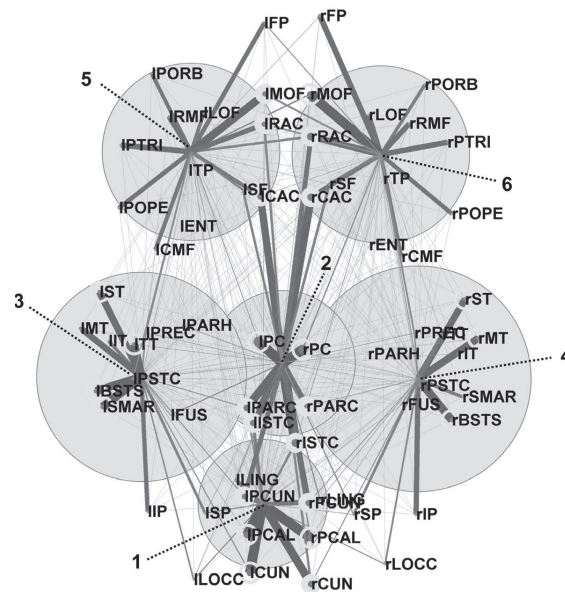 lFP
rFP
5
lPORB
rPORB
lMOF
rMOF
lRMF
lLOF
rLOF
rRMF
lRAC
rRAC
lPTRI
rPTRI
lTP
rTP
6
lSF
rSF
lCAC
rCAC
lPOPE
rPOPE
lENT
rENT
lCMF
rCMF
2
3
lST
rST
lMT
lPREC
lPARH
rPREC
rMT
lIT
lTT
lPC
rPC
rPARH
rIT
4
lPSTC
rPSTC
lBSTS
rSMAR
lSMAR
lPARC
rPARC
rFUS
lFUS
rBSTS
lISTC
rISTC
lLING
lPCUN
rPCUN
rLING
lIP
lSP
rSP
rIP
lPCAL
rPCAL
1
lLOCC
lCUN
rCUN
rLOCC